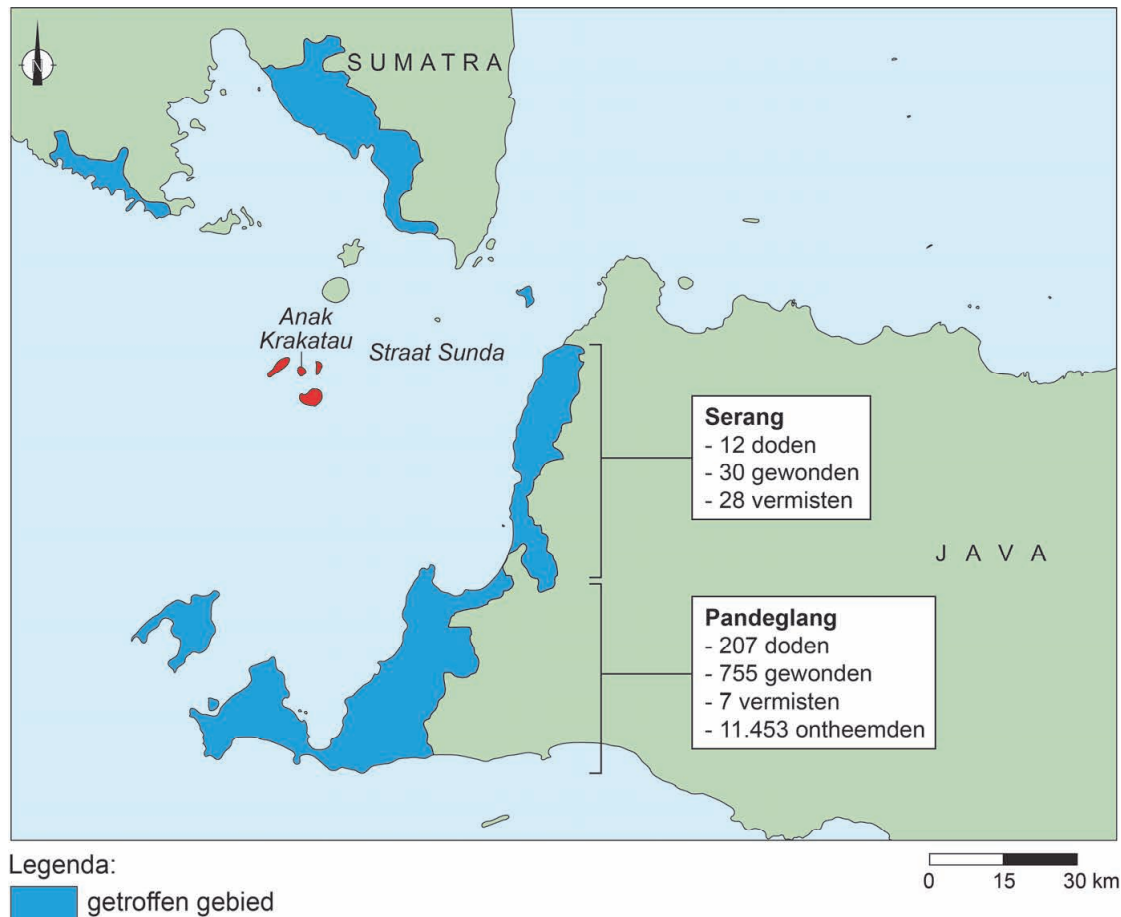 N
SUMATRA
Anak
Krakatau
Straat Sunda
Serang
- 12 doden
- 30 gewonden
- 28 vermisten
JAVA
Pandeglang
- 207 doden
- 755 gewonden
- 7 vermisten
- 11.453 ontheemden
Legenda:
getroffen gebied
0 15 30 km